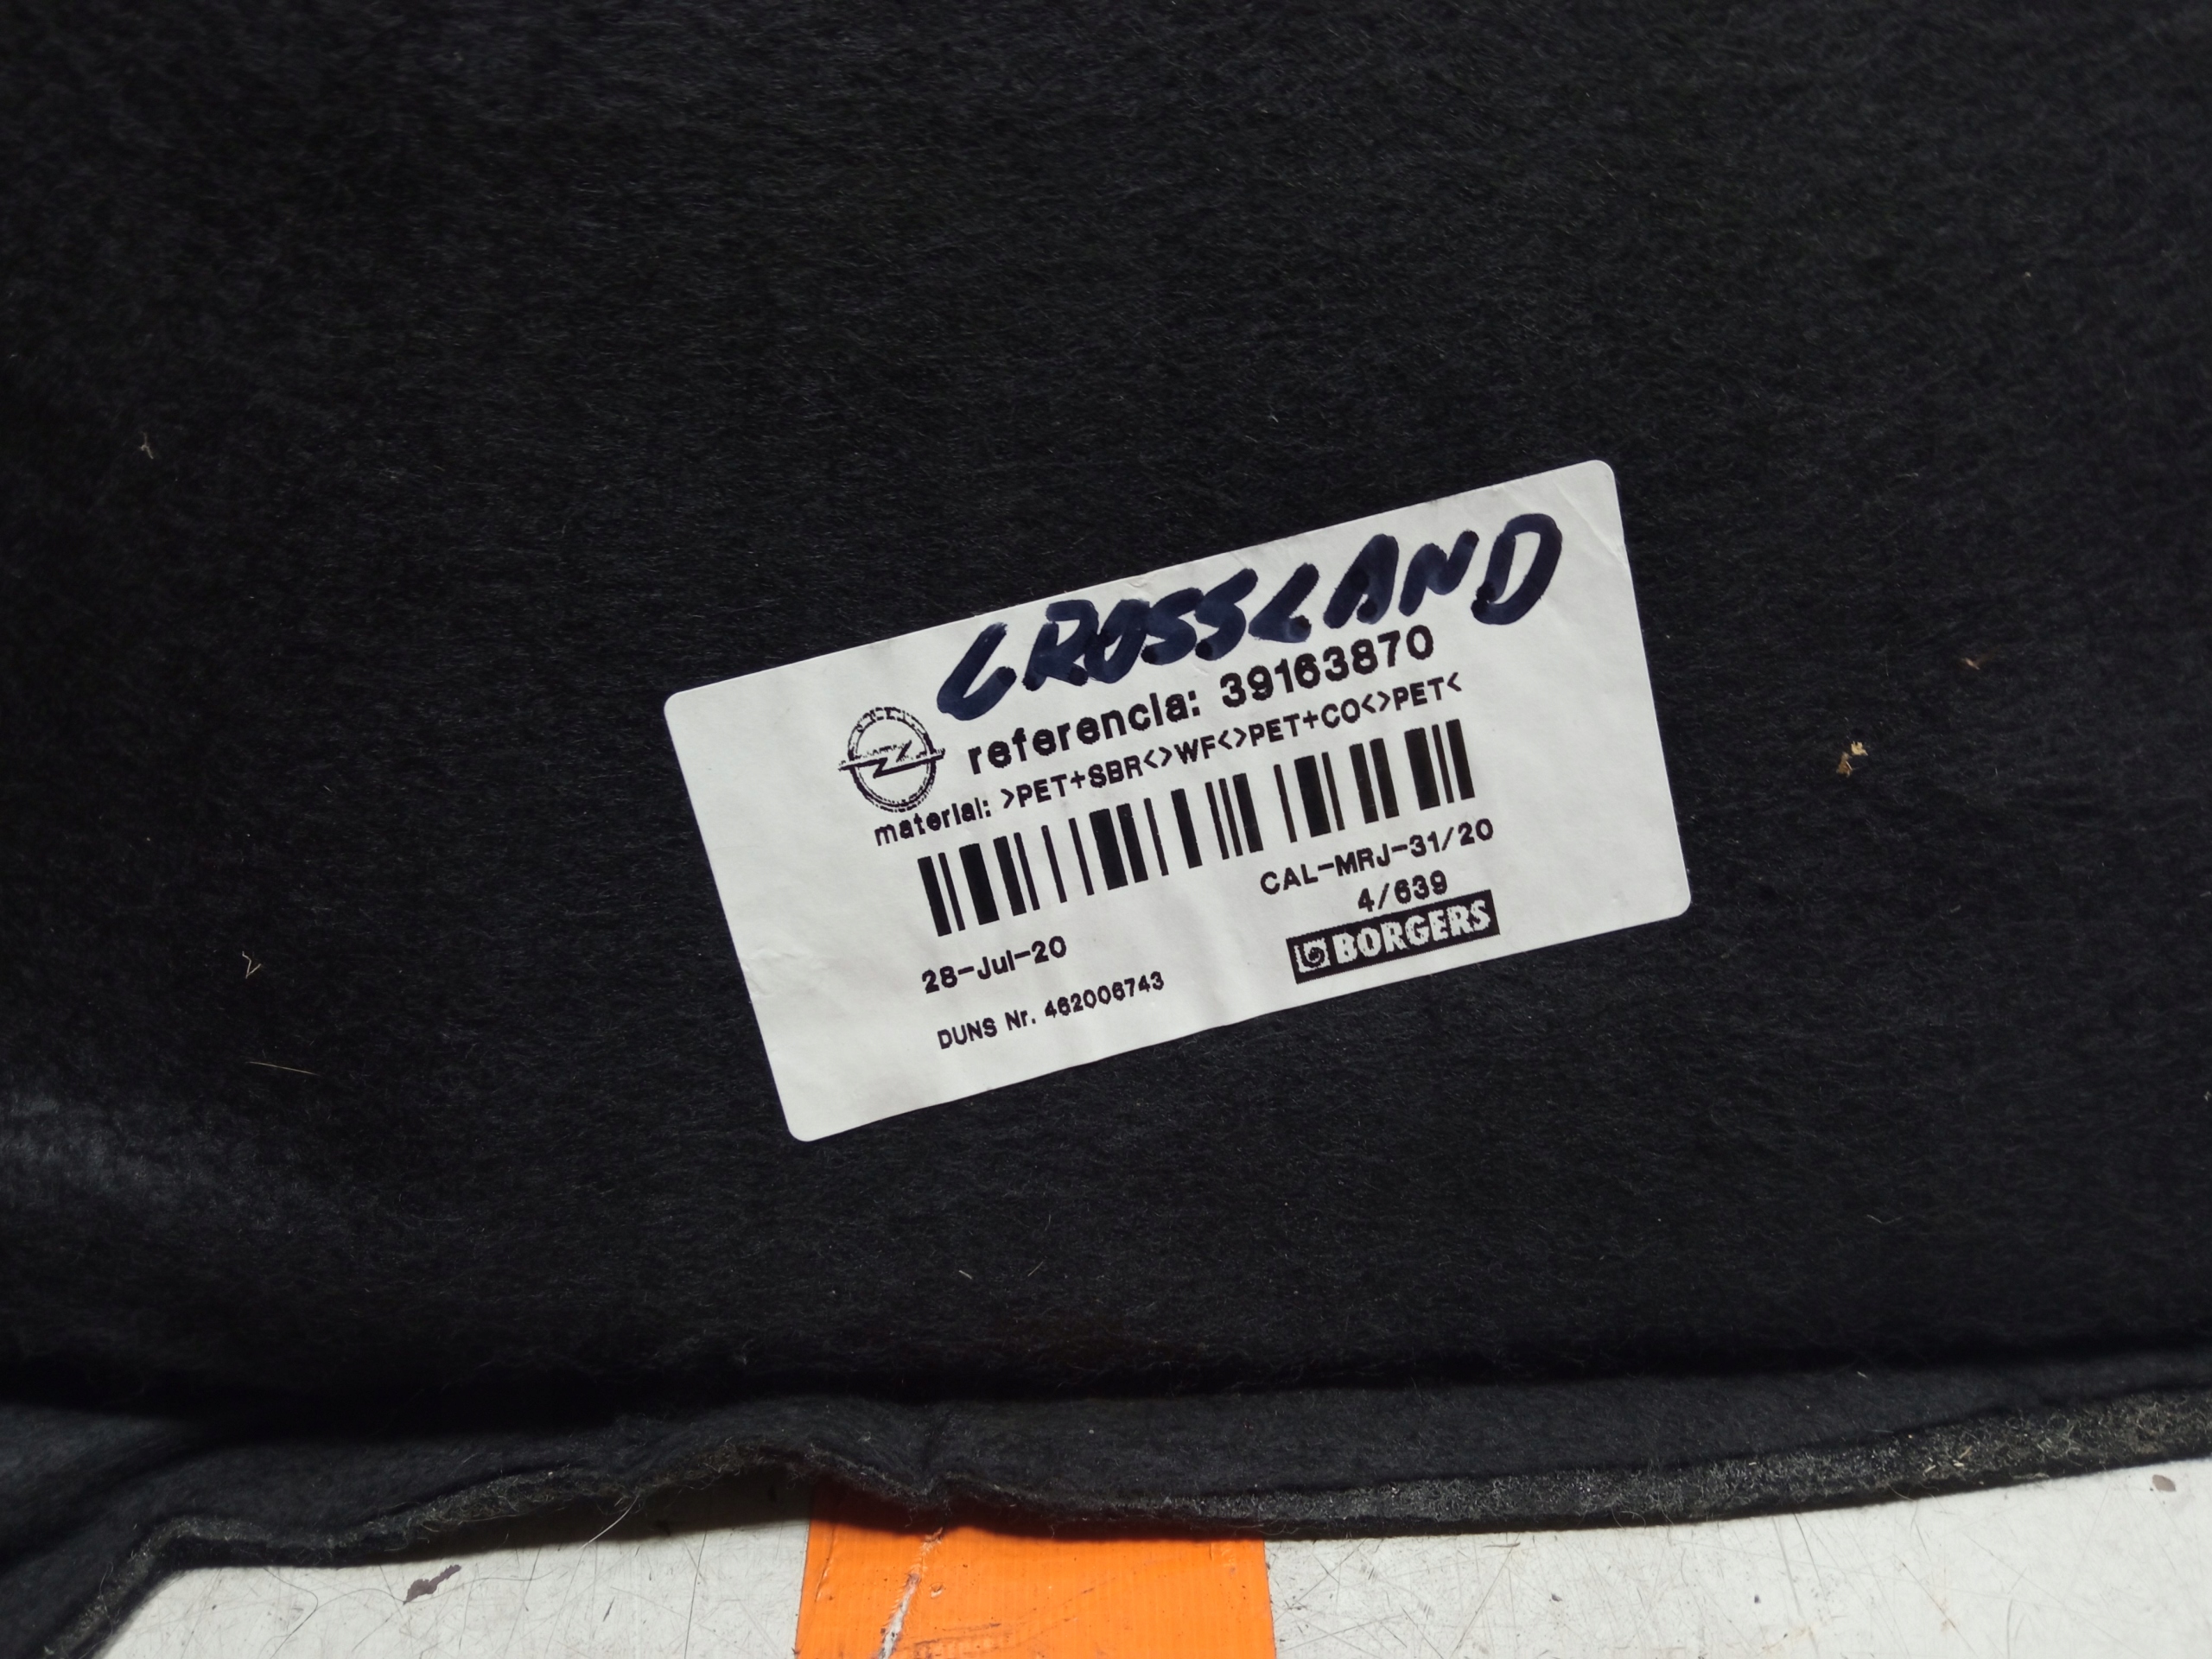 CROSSLAND
referencia: 39163870
material: >PET+SBR<>WF<>PET+CO<>PET<
CAL-MRJ-31/20
4/639
28-Jul-20
BORGERS
DUNS Nr. 462006743